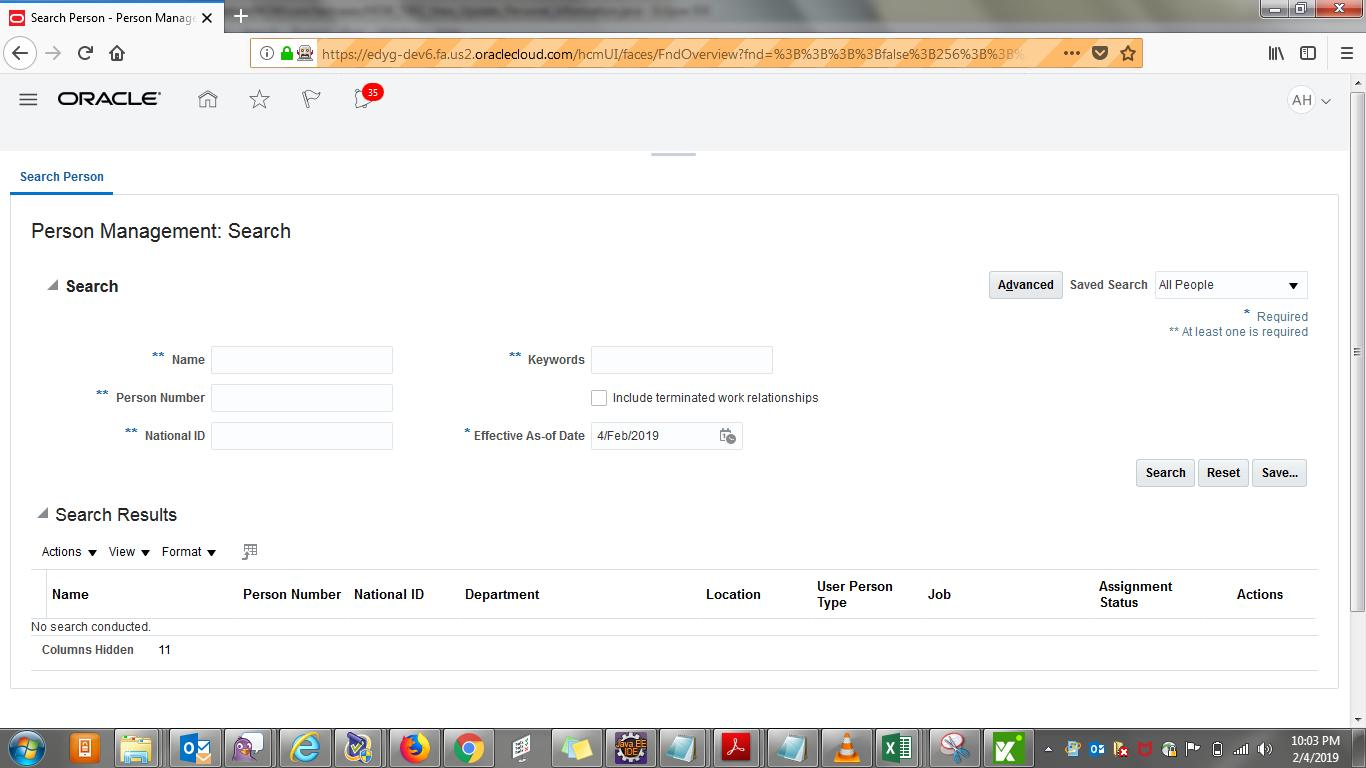 Search Person - Person Manag
https://edyg-dev6.fa.us2.oraclecloud.com/hcmUI/faces/FndOverview?fnd=%3B%3B%3B%3Bfalse%3B256%3B%3B%
ORACLE
35
AH
Search Person
Person Management: Search
Search
Advanced Saved Search All People
* Required
** At least one is required
** Name
** Keywords
** Person Number
Include terminated work relationships
** National ID
* Effective As-of Date 4/Feb/2019
Search Reset Save...
Search Results
Actions View Format
Name Person Number National ID Department Location User Person Type Job Assignment Status Actions
No search conducted.
Columns Hidden 11
Java EE
IDE
10:03 PM
2/4/2019